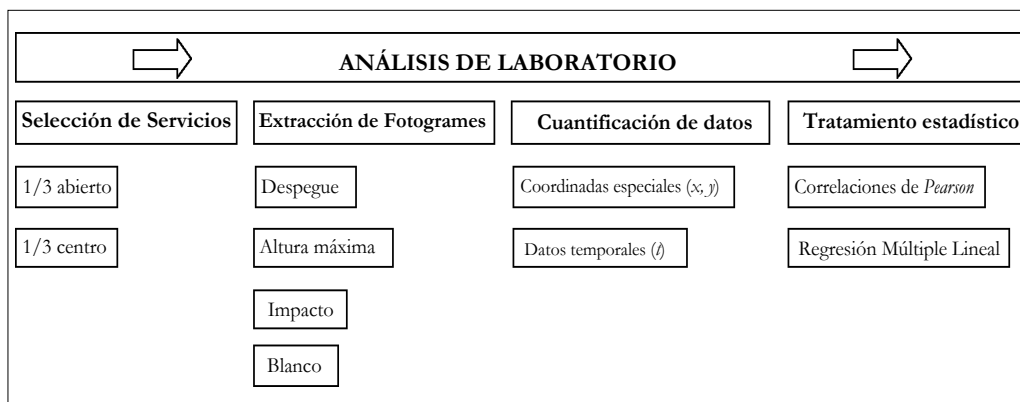 ANÁLISIS DE LABORATORIO
Selección de Servicios
1/3 abierto
1/3 centro
Extracción de Fotogrames
Despegue
Altura máxima
Impacto
Blanco
Cuantificación de datos
Coordinadas especiales (x, y)
Datos temporales (t)
Tratamiento estadístico
Correlaciones de Pearson
Regresión Múltiple Lineal